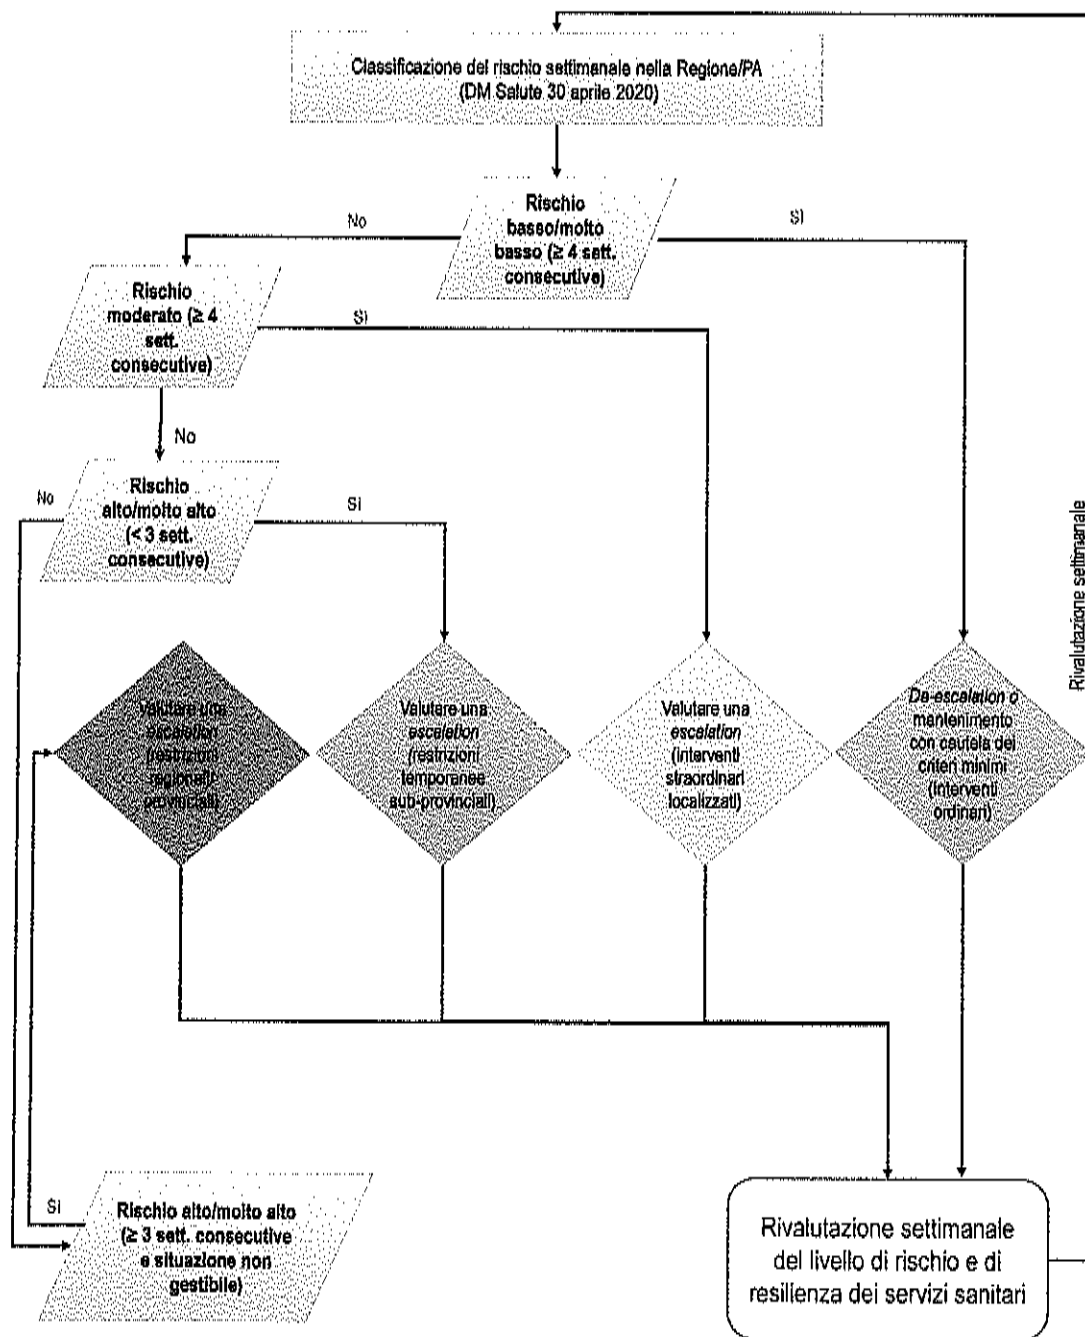 Classificazione del rischio settimanale nella Regione/PA
(DM Salute 30 aprile 2020)
Rischio
basso/molto
basso (≥ 4 sett.
consecutive)
No
Sì
Rischio
moderato (≥ 4
sett.
consecutive)
Sì
No
Rischio
alto/molto alto
(< 3 sett.
consecutive)
No
Sì
Valutare una
escalation
(restrizioni
regionali/
provinciali)
Valutare una
escalation
(restrizioni
temporanee
sub-provinciali)
Valutare una
escalation
(interventi
straordinari
localizzati)
De-escalation o
mantenimento
con cautela dei
criteri minimi
(interventi
ordinari)
Rivalutazione settimanale
Sì
Rischio alto/molto alto
(≥ 3 sett. consecutive
e situazione non
gestibile)
Rivalutazione settimanale
del livello di rischio e di
resilienza dei servizi sanitari